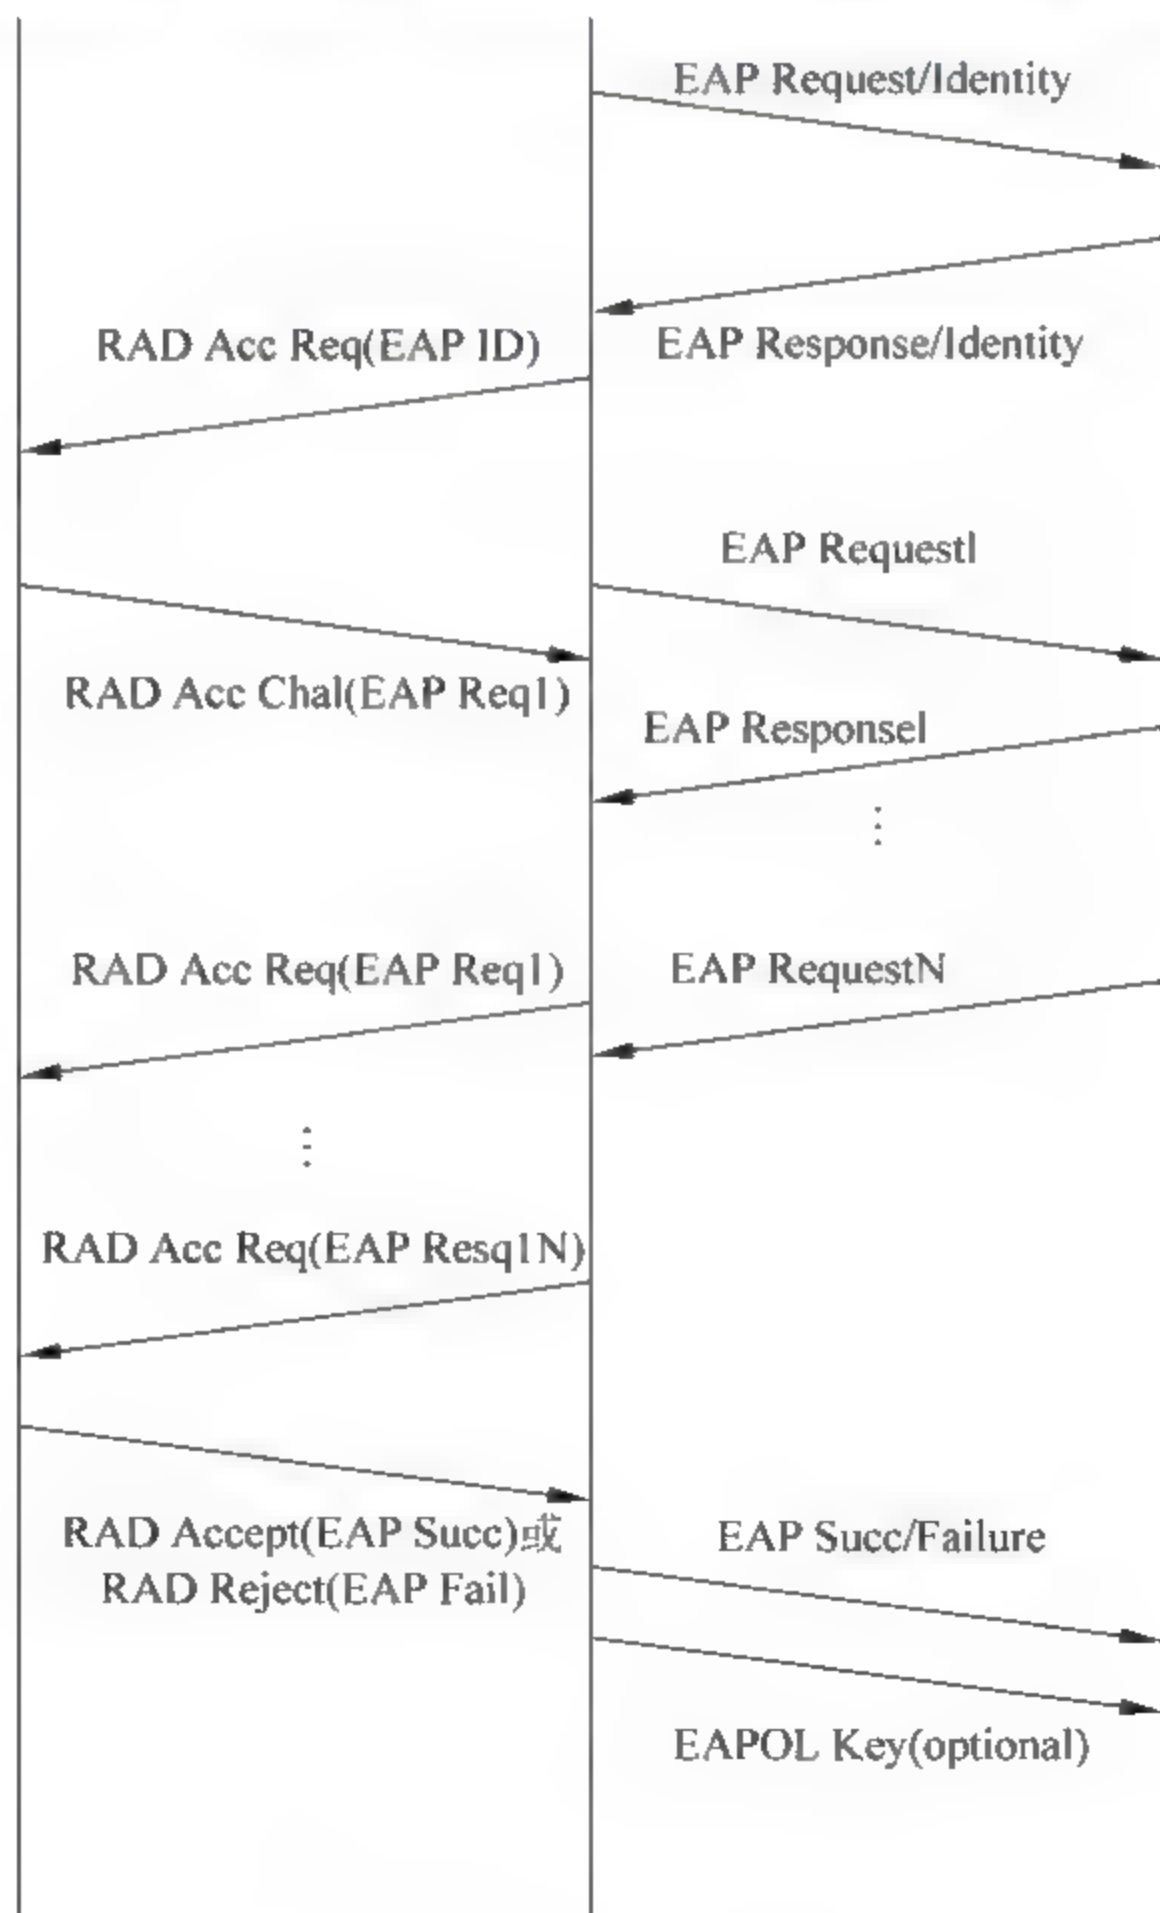 EAP Request/Identity
RAD Acc Req(EAP ID)
EAP Response/Identity
EAP Requestl
RAD Acc Chal(EAP Req1)
EAP Responsel
RAD Acc Req(EAP Req1)
EAP RequestN
RAD Acc Req(EAP Resq1N)
RAD Accept(EAP Succ)或
RAD Reject(EAP Fail)
EAP Succ/Failure
EAPOL Key(optional)